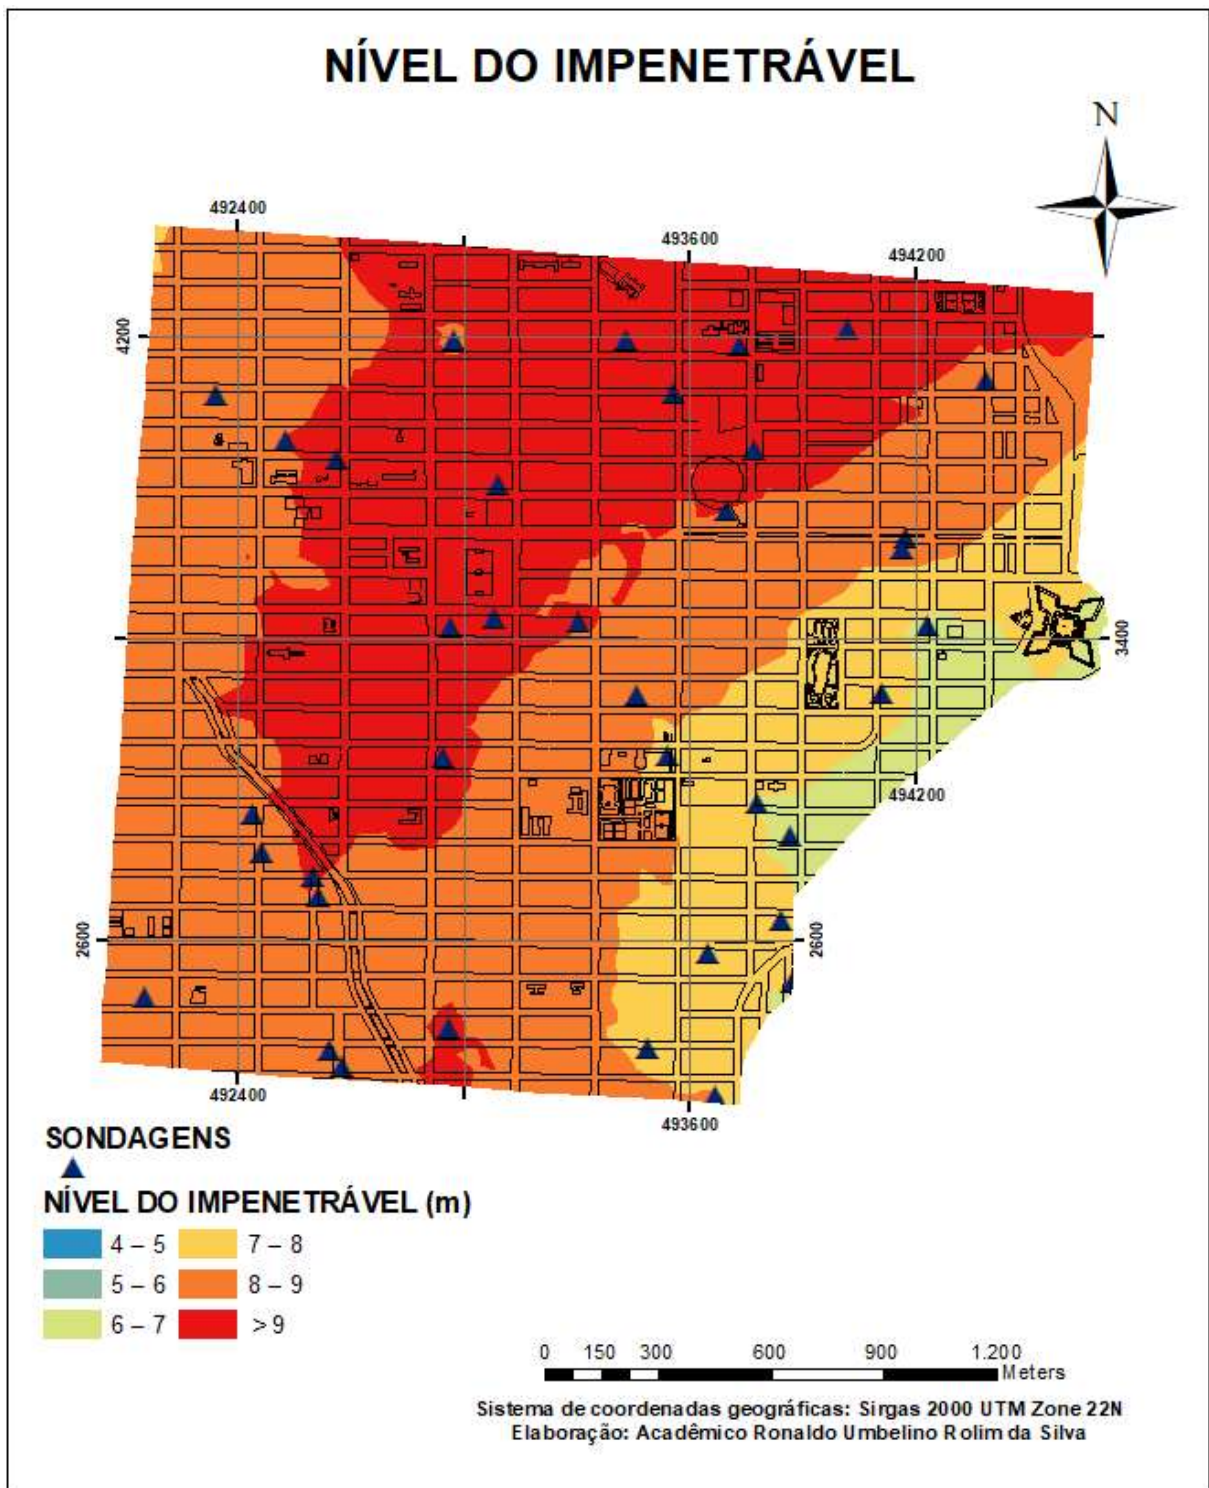 NÍVEL DO IMPENETRÁVEL
N
492400
493600
494200
4200
3400
494200
2600
2600
492400
493600
SONDAGENS
NÍVEL DO IMPENETRÁVEL (m)
4 – 5 7 – 8
5 – 6 8 – 9
6 – 7 > 9
0 150 300 600 900 1.200
Meters
Sistema de coordenadas geográficas: Sirgas 2000 UTM Zone 22N
Elaboração: Acadêmico Ronaldo Umbelino Rolim da Silva